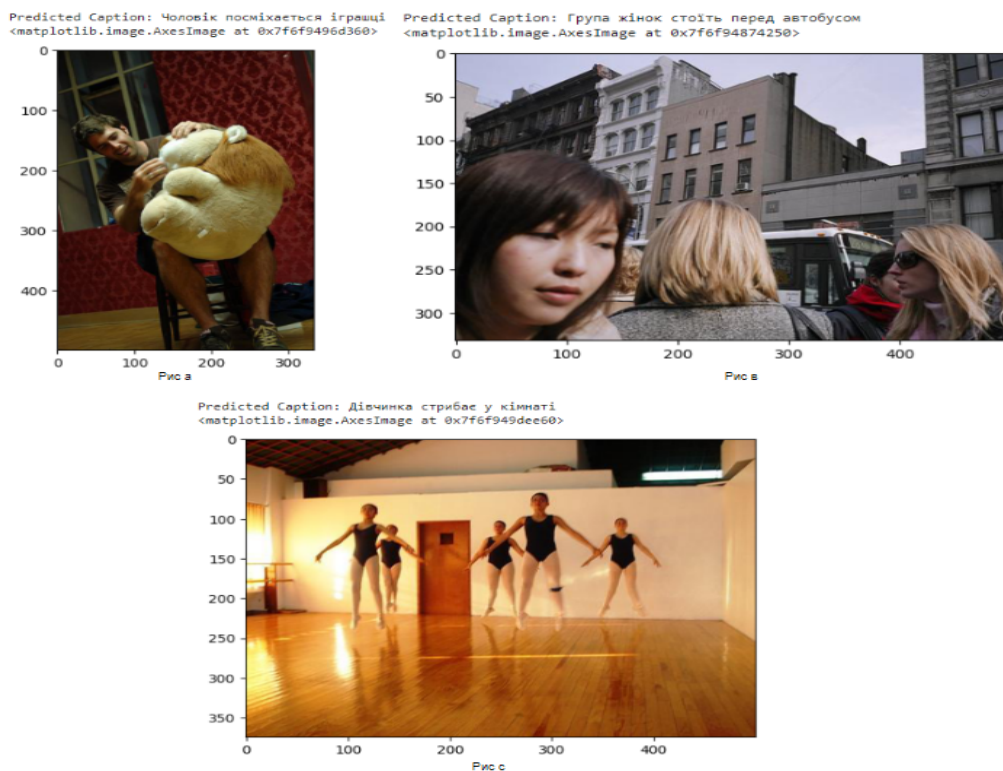 Predicted Caption: Чоловік посміхається іграшці
<matplotlib.image.AxesImage at 0x7f6f9496d360>
0
100
200
300
400
0 100 200 300
Рис а
Predicted Caption: Група жінок стоїть перед автобусом
<matplotlib.image.AxesImage at 0x7f6f94874250>
0
50
100
150
200
250
300
0 100 200 300 400
Рис в
Predicted Caption: Дівчинка стрибає у кімнаті
<matplotlib.image.AxesImage at 0x7f6f949dee60>
0
50
100
150
200
250
300
350
0 100 200 300 400
Рис с